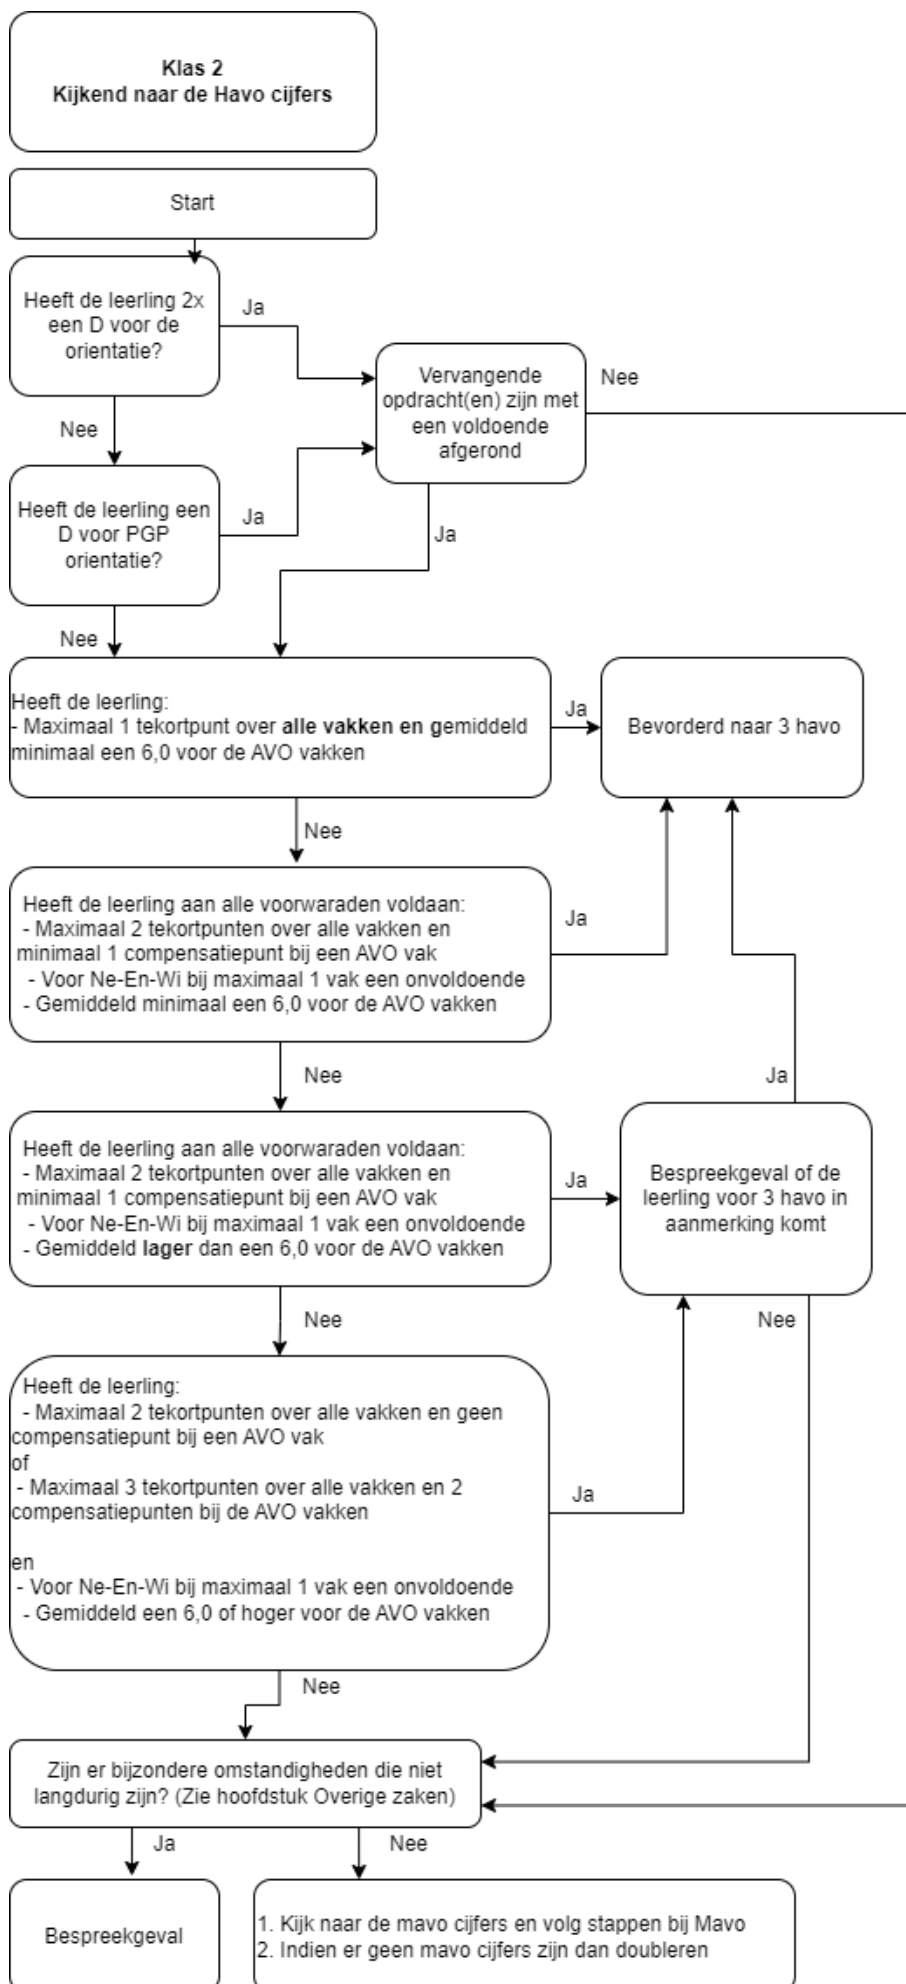 Klas 2
Kijkend naar de Havo cijfers
Start
Heeft de leerling 2x
een D voor de
orientatie?
Ja
Nee
Vervangende
opdracht(en) zijn met
een voldoende
afgerond
Nee
Heeft de leerling een
D voor PGP
orientatie?
Ja
Ja
Nee
Heeft de leerling:
- Maximaal 1 tekortpunt over alle vakken en gemiddeld
minimaal een 6,0 voor de AVO vakken
Ja
Bevorderd naar 3 havo
Nee
Heeft de leerling aan alle voorwaraden voldaan:
- Maximaal 2 tekortpunten over alle vakken en
minimaal 1 compensatiepunt bij een AVO vak
- Voor Ne-En-Wi bij maximaal 1 vak een onvoldoende
- Gemiddeld minimaal een 6,0 voor de AVO vakken
Ja
Nee
Ja
Heeft de leerling aan alle voorwaraden voldaan:
- Maximaal 2 tekortpunten over alle vakken en
minimaal 1 compensatiepunt bij een AVO vak
- Voor Ne-En-Wi bij maximaal 1 vak een onvoldoende
- Gemiddeld lager dan een 6,0 voor de AVO vakken
Ja
Bespreekgeval of de
leerling voor 3 havo in
aanmerking komt
Nee
Nee
Heeft de leerling:
- Maximaal 2 tekortpunten over alle vakken en geen
compensatiepunt bij een AVO vak
of
- Maximaal 3 tekortpunten over alle vakken en 2
compensatiepunten bij de AVO vakken
en
- Voor Ne-En-Wi bij maximaal 1 vak een onvoldoende
- Gemiddeld een 6,0 of hoger voor de AVO vakken
Ja
Nee
Zijn er bijzondere omstandigheden die niet
langdurig zijn? (Zie hoofdstuk Overige zaken)
Ja
Nee
Bespreekgeval
1. Kijk naar de mavo cijfers en volg stappen bij Mavo
2. Indien er geen mavo cijfers zijn dan doubleren